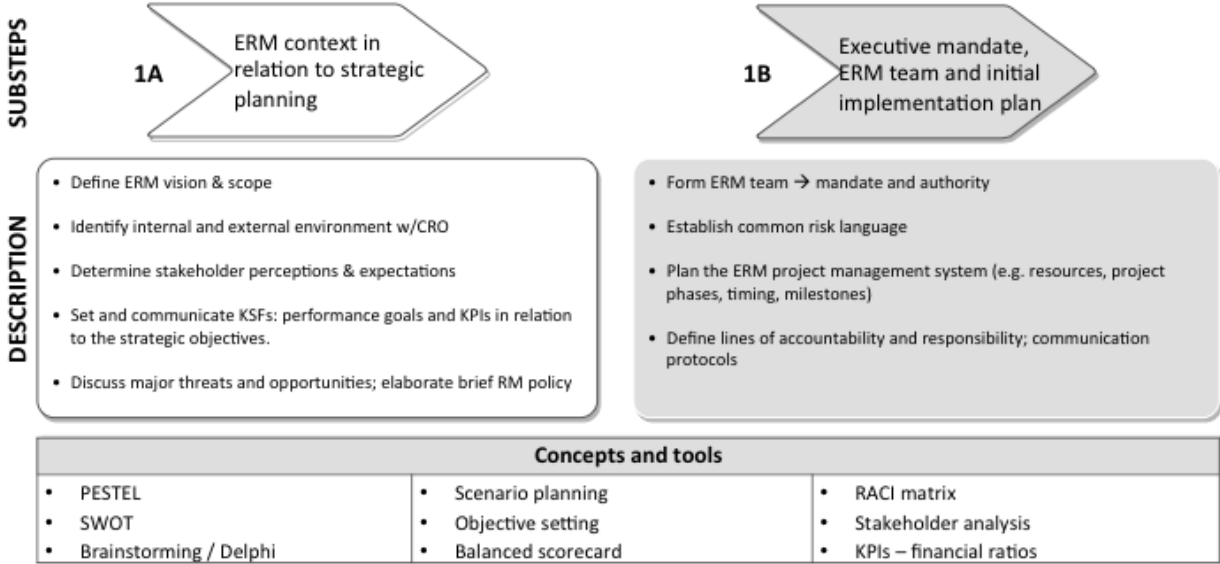 SUBSTEPS
1A
ERM context in
relation to strategic
planning
1B
Executive mandate,
ERM team and initial
implementation plan
DESCRIPTION
• Define ERM vision & scope
• Identify internal and external environment w/CRO
• Determine stakeholder perceptions & expectations
• Set and communicate KSFs: performance goals and KPIs in relation
to the strategic objectives.
• Discuss major threats and opportunities; elaborate brief RM policy
• Form ERM team → mandate and authority
• Establish common risk language
• Plan the ERM project management system (e.g. resources, project
phases, timing, milestones)
• Define lines of accountability and responsibility; communication
protocols
Concepts and tools
• PESTEL
• SWOT
• Brainstorming / Delphi
• Scenario planning
• Objective setting
• Balanced scorecard
• RACI matrix
• Stakeholder analysis
• KPIs – financial ratios